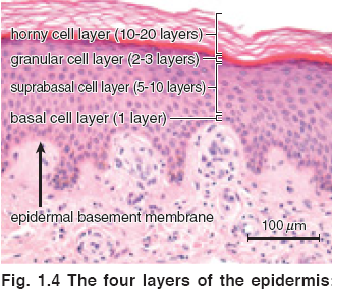 horny cell layer (10-20 layers)
granular cell layer (2-3 layers)
suprabasal cell layer (5-10 layers)
basal cell layer (1 layer)
epidermal basement membrane
100 µm
Fig. 1.4 The four layers of the epidermis.